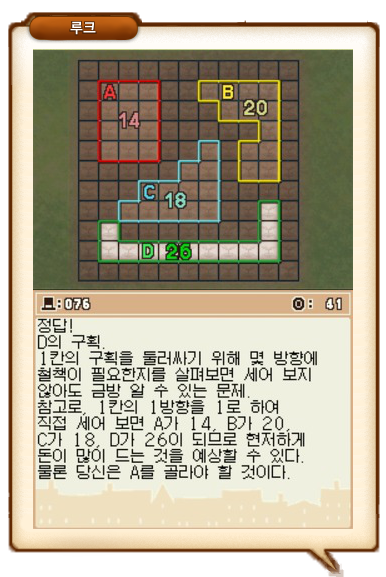 루크
A
14
B
20
C
18
D 26
:076
: 41
정답!
D의 구획.
1칸의 구획을 둘러싸기 위해 몇 방향에
철책이 필요한지를 살펴보면 세어 보지
않아도 금방 알 수 있는 문제.
참고로, 1칸의 1방향을 1로 하여
직접 세어 보면 A가 14, B가 20,
C가 18, D가 26이 되므로 현저하게
돈이 많이 드는 것을 예상할 수 있다.
물론 당신은 A를 골라야 할 것이다.